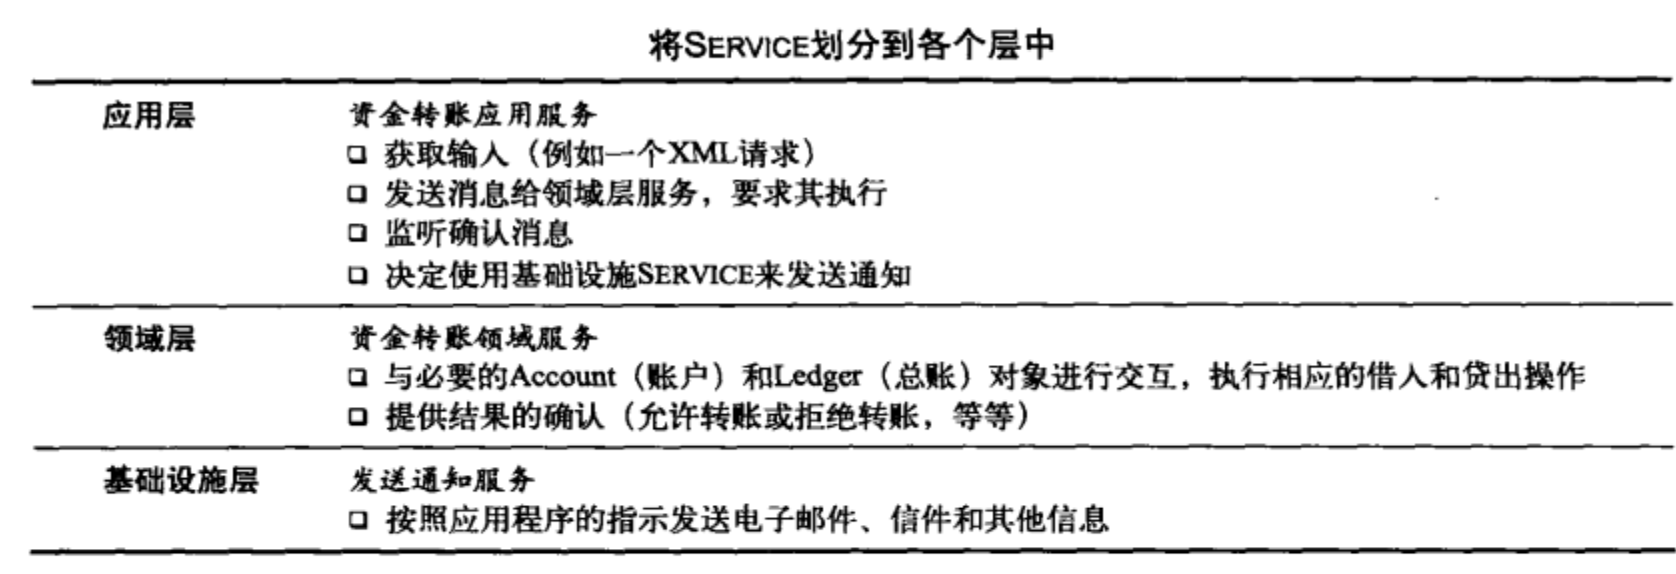 将SERVICE划分到各个层中
应用层 资金转账应用服务
□ 获取输入（例如一个XML请求）
□ 发送消息给领域层服务，要求其执行
□ 监听确认消息
□ 决定使用基础设施SERVICE来发送通知
领域层 资金转账领域服务
□ 与必要的Account（账户）和Ledger（总账）对象进行交互，执行相应的借入和贷出操作
□ 提供结果的确认（允许转账或拒绝转账，等等）
基础设施层 发送通知服务
□ 按照应用程序的指示发送电子邮件、信件和其他信息